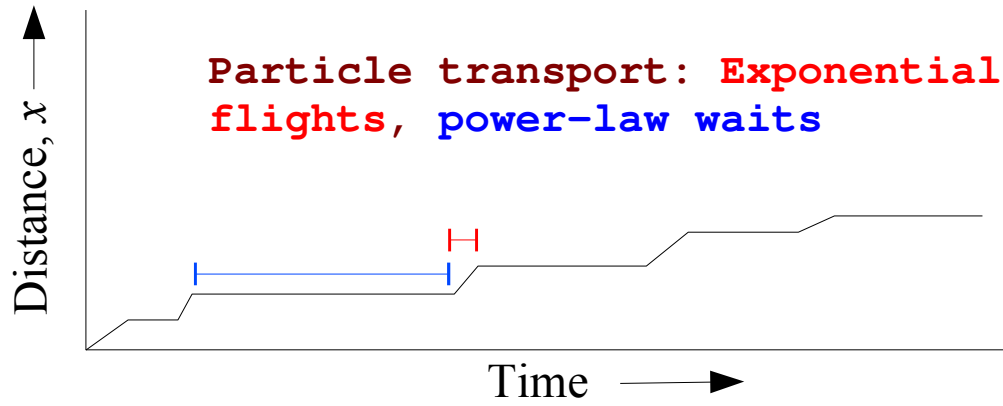 Particle transport: Exponential
flights, power-law waits
Distance, x
Time